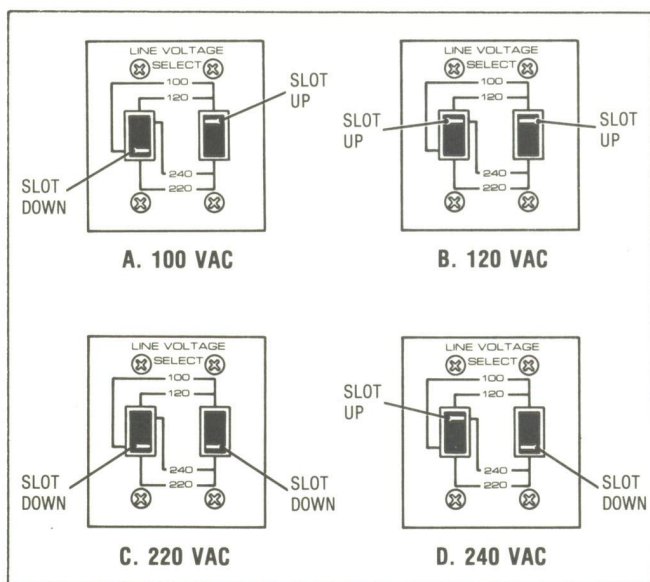 LINE VOLTAGE
SELECT
100
120
240
220
SLOT
UP
SLOT
DOWN
A. 100 VAC
LINE VOLTAGE
SELECT
100
120
240
220
SLOT
UP
SLOT
UP
B. 120 VAC
LINE VOLTAGE
SELECT
100
120
240
220
SLOT
DOWN
SLOT
DOWN
C. 220 VAC
LINE VOLTAGE
SELECT
100
120
240
220
SLOT
UP
SLOT
DOWN
D. 240 VAC